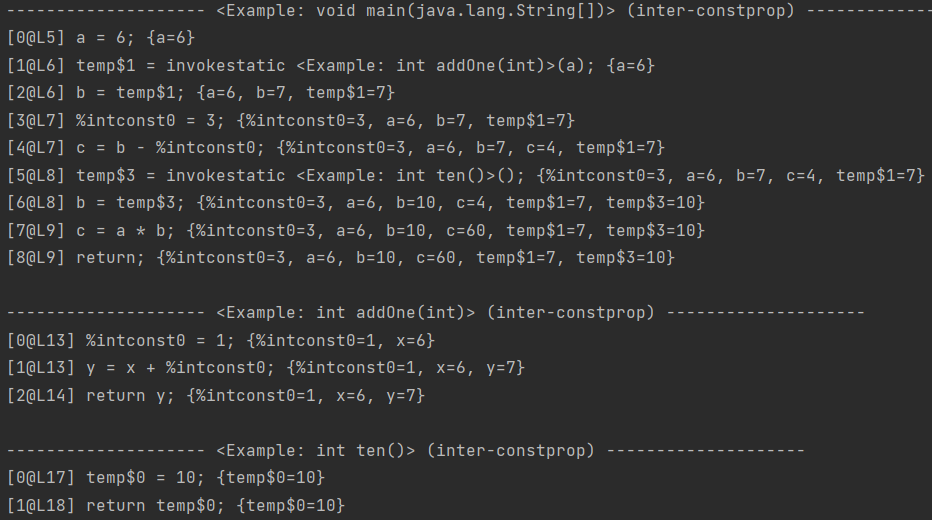 -------------------- <Example: void main(java.lang.String[])> (inter-constprop) -------------
[0@L5] a = 6; {a=6}
[1@L6] temp$1 = invokestatic <Example: int addOne(int)>(a); {a=6}
[2@L6] b = temp$1; {a=6, b=7, temp$1=7}
[3@L7] %intconst0 = 3; {%intconst0=3, a=6, b=7, temp$1=7}
[4@L7] c = b - %intconst0; {%intconst0=3, a=6, b=7, c=4, temp$1=7}
[5@L8] temp$3 = invokestatic <Example: int ten()>(); {%intconst0=3, a=6, b=7, c=4, temp$1=7}
[6@L8] b = temp$3; {%intconst0=3, a=6, b=10, c=4, temp$1=7, temp$3=10}
[7@L9] c = a * b; {%intconst0=3, a=6, b=10, c=60, temp$1=7, temp$3=10}
[8@L9] return; {%intconst0=3, a=6, b=10, c=60, temp$1=7, temp$3=10}
-------------------- <Example: int addOne(int)> (inter-constprop) --------------------
[0@L13] %intconst0 = 1; {%intconst0=1, x=6}
[1@L13] y = x + %intconst0; {%intconst0=1, x=6, y=7}
[2@L14] return y; {%intconst0=1, x=6, y=7}
-------------------- <Example: int ten()> (inter-constprop) --------------------
[0@L17] temp$0 = 10; {temp$0=10}
[1@L18] return temp$0; {temp$0=10}